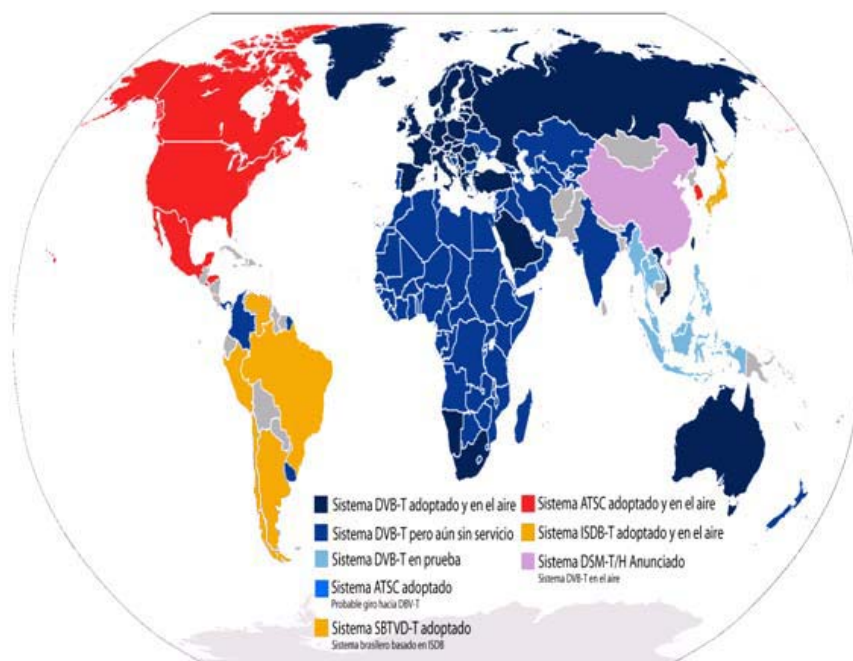 Sistema DVB-T adoptado y en el aire
Sistema DVB-T pero aún sin servicio
Sistema DVB-T en prueba
Sistema ATSC adoptado
Probable giro hacia DBV-T
Sistema SBTVD-T adoptado
Sistema brasilero basado en ISDB
Sistema ATSC adoptado y en el aire
Sistema ISDB-T adoptado y en el aire
Sistema DSM-T/H Anunciado
Sistema DVB-T en el aire